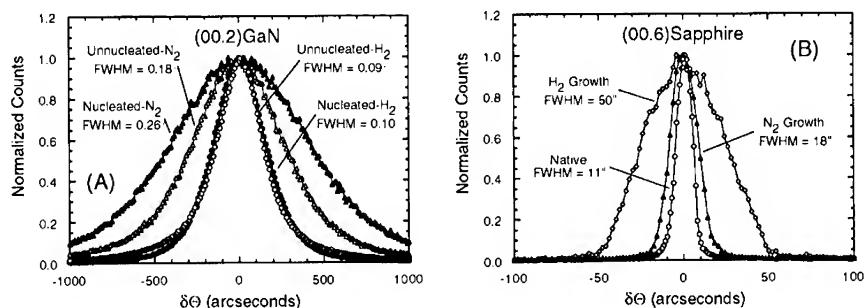 (00.2)GaN
Unnucleated-N2
FWHM = 0.18
Unnucleated-H2
FWHM = 0.09
Nucleated-N2
FWHM = 0.26
Nucleated-H2
FWHM = 0.10
(A)
Normalized Counts
1.2
1.0
0.8
0.6
0.4
0.2
0.0
-1000
-500
0
500
1000
δΘ (arcseconds)
(00.6)Sapphire
(B)
H2 Growth
FWHM = 50"
N2 Growth
FWHM = 18"
Native
FWHM = 11"
Normalized Counts
1.2
1.0
0.8
0.6
0.4
0.2
0.0
-100
-50
0
50
100
δΘ (arcseconds)